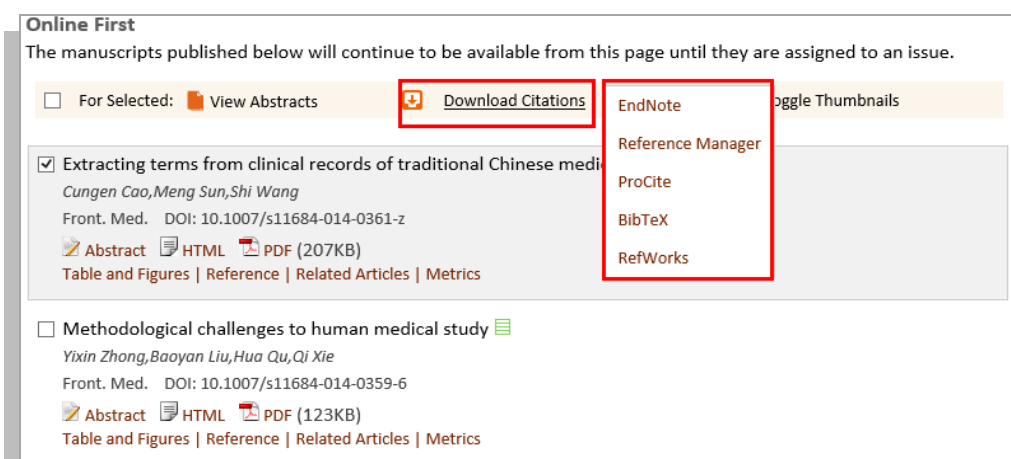 Online First
The manuscripts published below will continue to be available from this page until they are assigned to an issue.
For Selected: View Abstracts Download Citations oggle Thumbnails
EndNote
Reference Manager
ProCite
BibTeX
RefWorks
Extracting terms from clinical records of traditional Chinese medi
Cungen Cao,Meng Sun,Shi Wang
Front. Med. DOI: 10.1007/s11684-014-0361-z
Abstract HTML PDF (207KB)
Table and Figures | Reference | Related Articles | Metrics
Methodological challenges to human medical study
Yixin Zhong,Baoyan Liu,Hua Qu,Qi Xie
Front. Med. DOI: 10.1007/s11684-014-0359-6
Abstract HTML PDF (123KB)
Table and Figures | Reference | Related Articles | Metrics